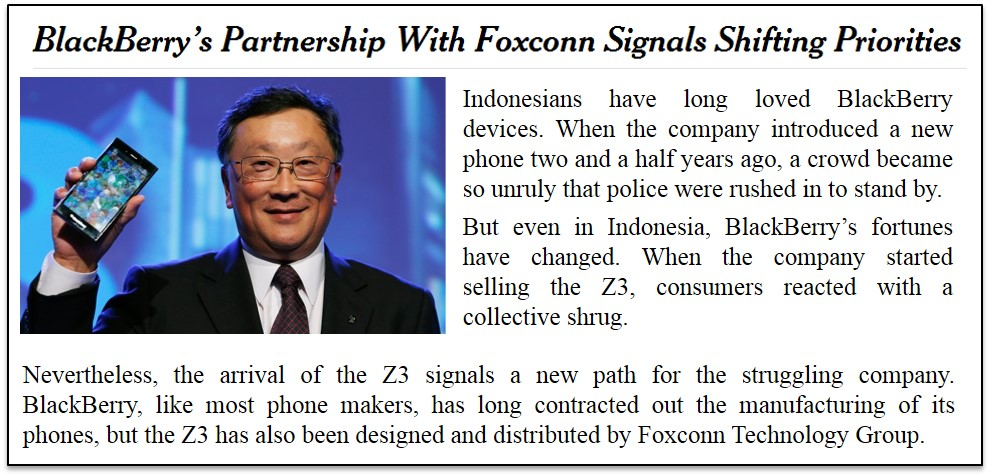 BlackBerry's Partnership With Foxconn Signals Shifting Priorities
Indonesians have long loved BlackBerry
devices. When the company introduced a new
phone two and a half years ago, a crowd became
so unruly that police were rushed in to stand by.
But even in Indonesia, BlackBerry's fortunes
have changed. When the company started
selling the Z3, consumers reacted with a
collective shrug.
Nevertheless, the arrival of the Z3 signals a new path for the struggling company.
BlackBerry, like most phone makers, has long contracted out the manufacturing of its
phones, but the Z3 has also been designed and distributed by Foxconn Technology Group.